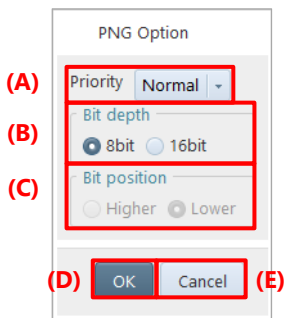 PNG Option
(A) Priority Normal
(B) Bit depth
8bit 16bit
(C) Bit position
Higher Lower
(D) OK Cancel (E)